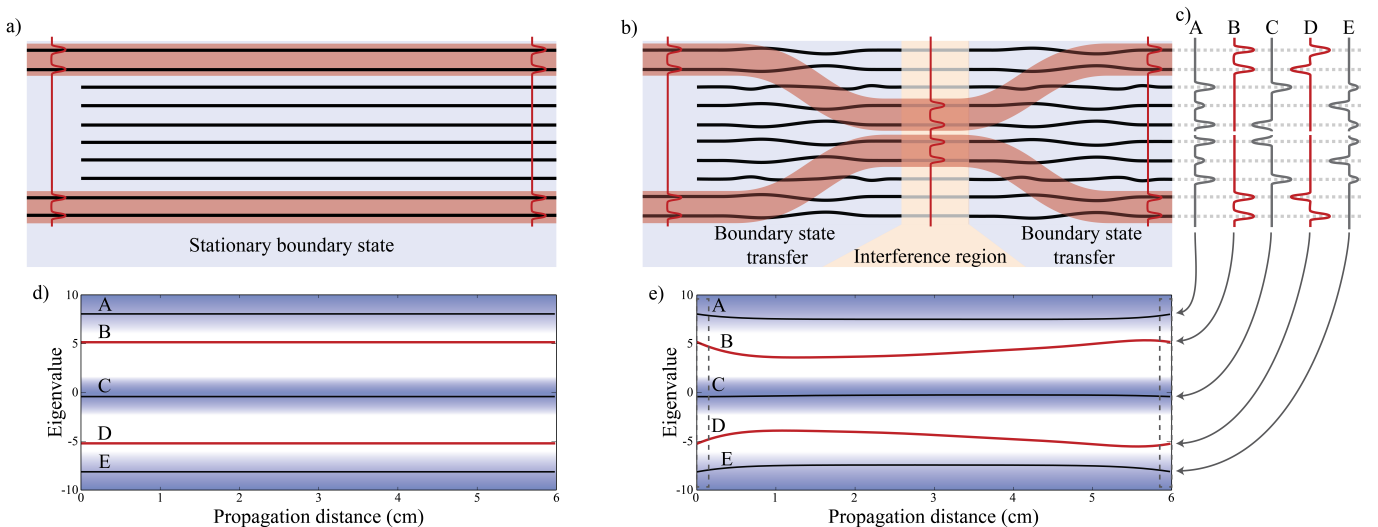 a)
b)
c)
A B C D E
Stationary boundary state
Boundary state
transfer
Interference region
Boundary state
transfer
d)
Eigenvalue
10
5
0
-5
-10
A
B
C
D
E
0 1 2 3 4 5 6
Propagation distance (cm)
e)
Eigenvalue
10
5
0
-5
-10
A
B
C
D
E
0 1 2 3 4 5 6
Propagation distance (cm)